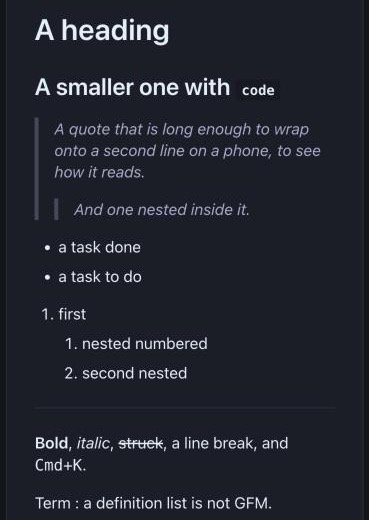 A heading
A smaller one with code
A quote that is long enough to wrap
onto a second line on a phone, to see
how it reads.
And one nested inside it.
• a task done
• a task to do
1. first
1. nested numbered
2. second nested
Bold, italic, struck, a line break, and
Cmd+K.
Term : a definition list is not GFM.